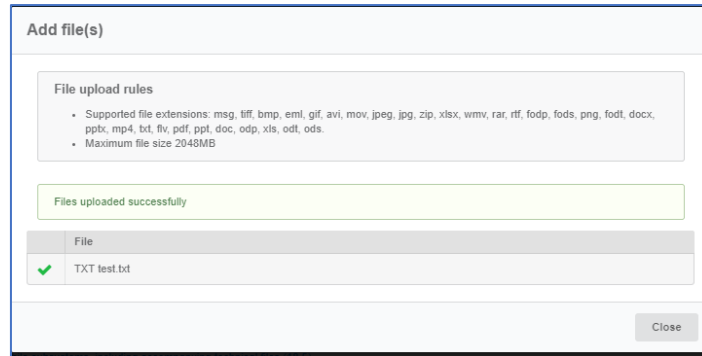 Add file(s)
File upload rules
• Supported file extensions: msg, tiff, bmp, eml, gif, avi, mov, jpeg, jpg, zip, xlsx, wmv, rar, rtf, fodp, fods, png, fodt, docx,
pptx, mp4, txt, flv, pdf, ppt, doc, odp, xls, odt, ods.
• Maximum file size 2048MB
Files uploaded successfully
File
TXT test.txt
Close